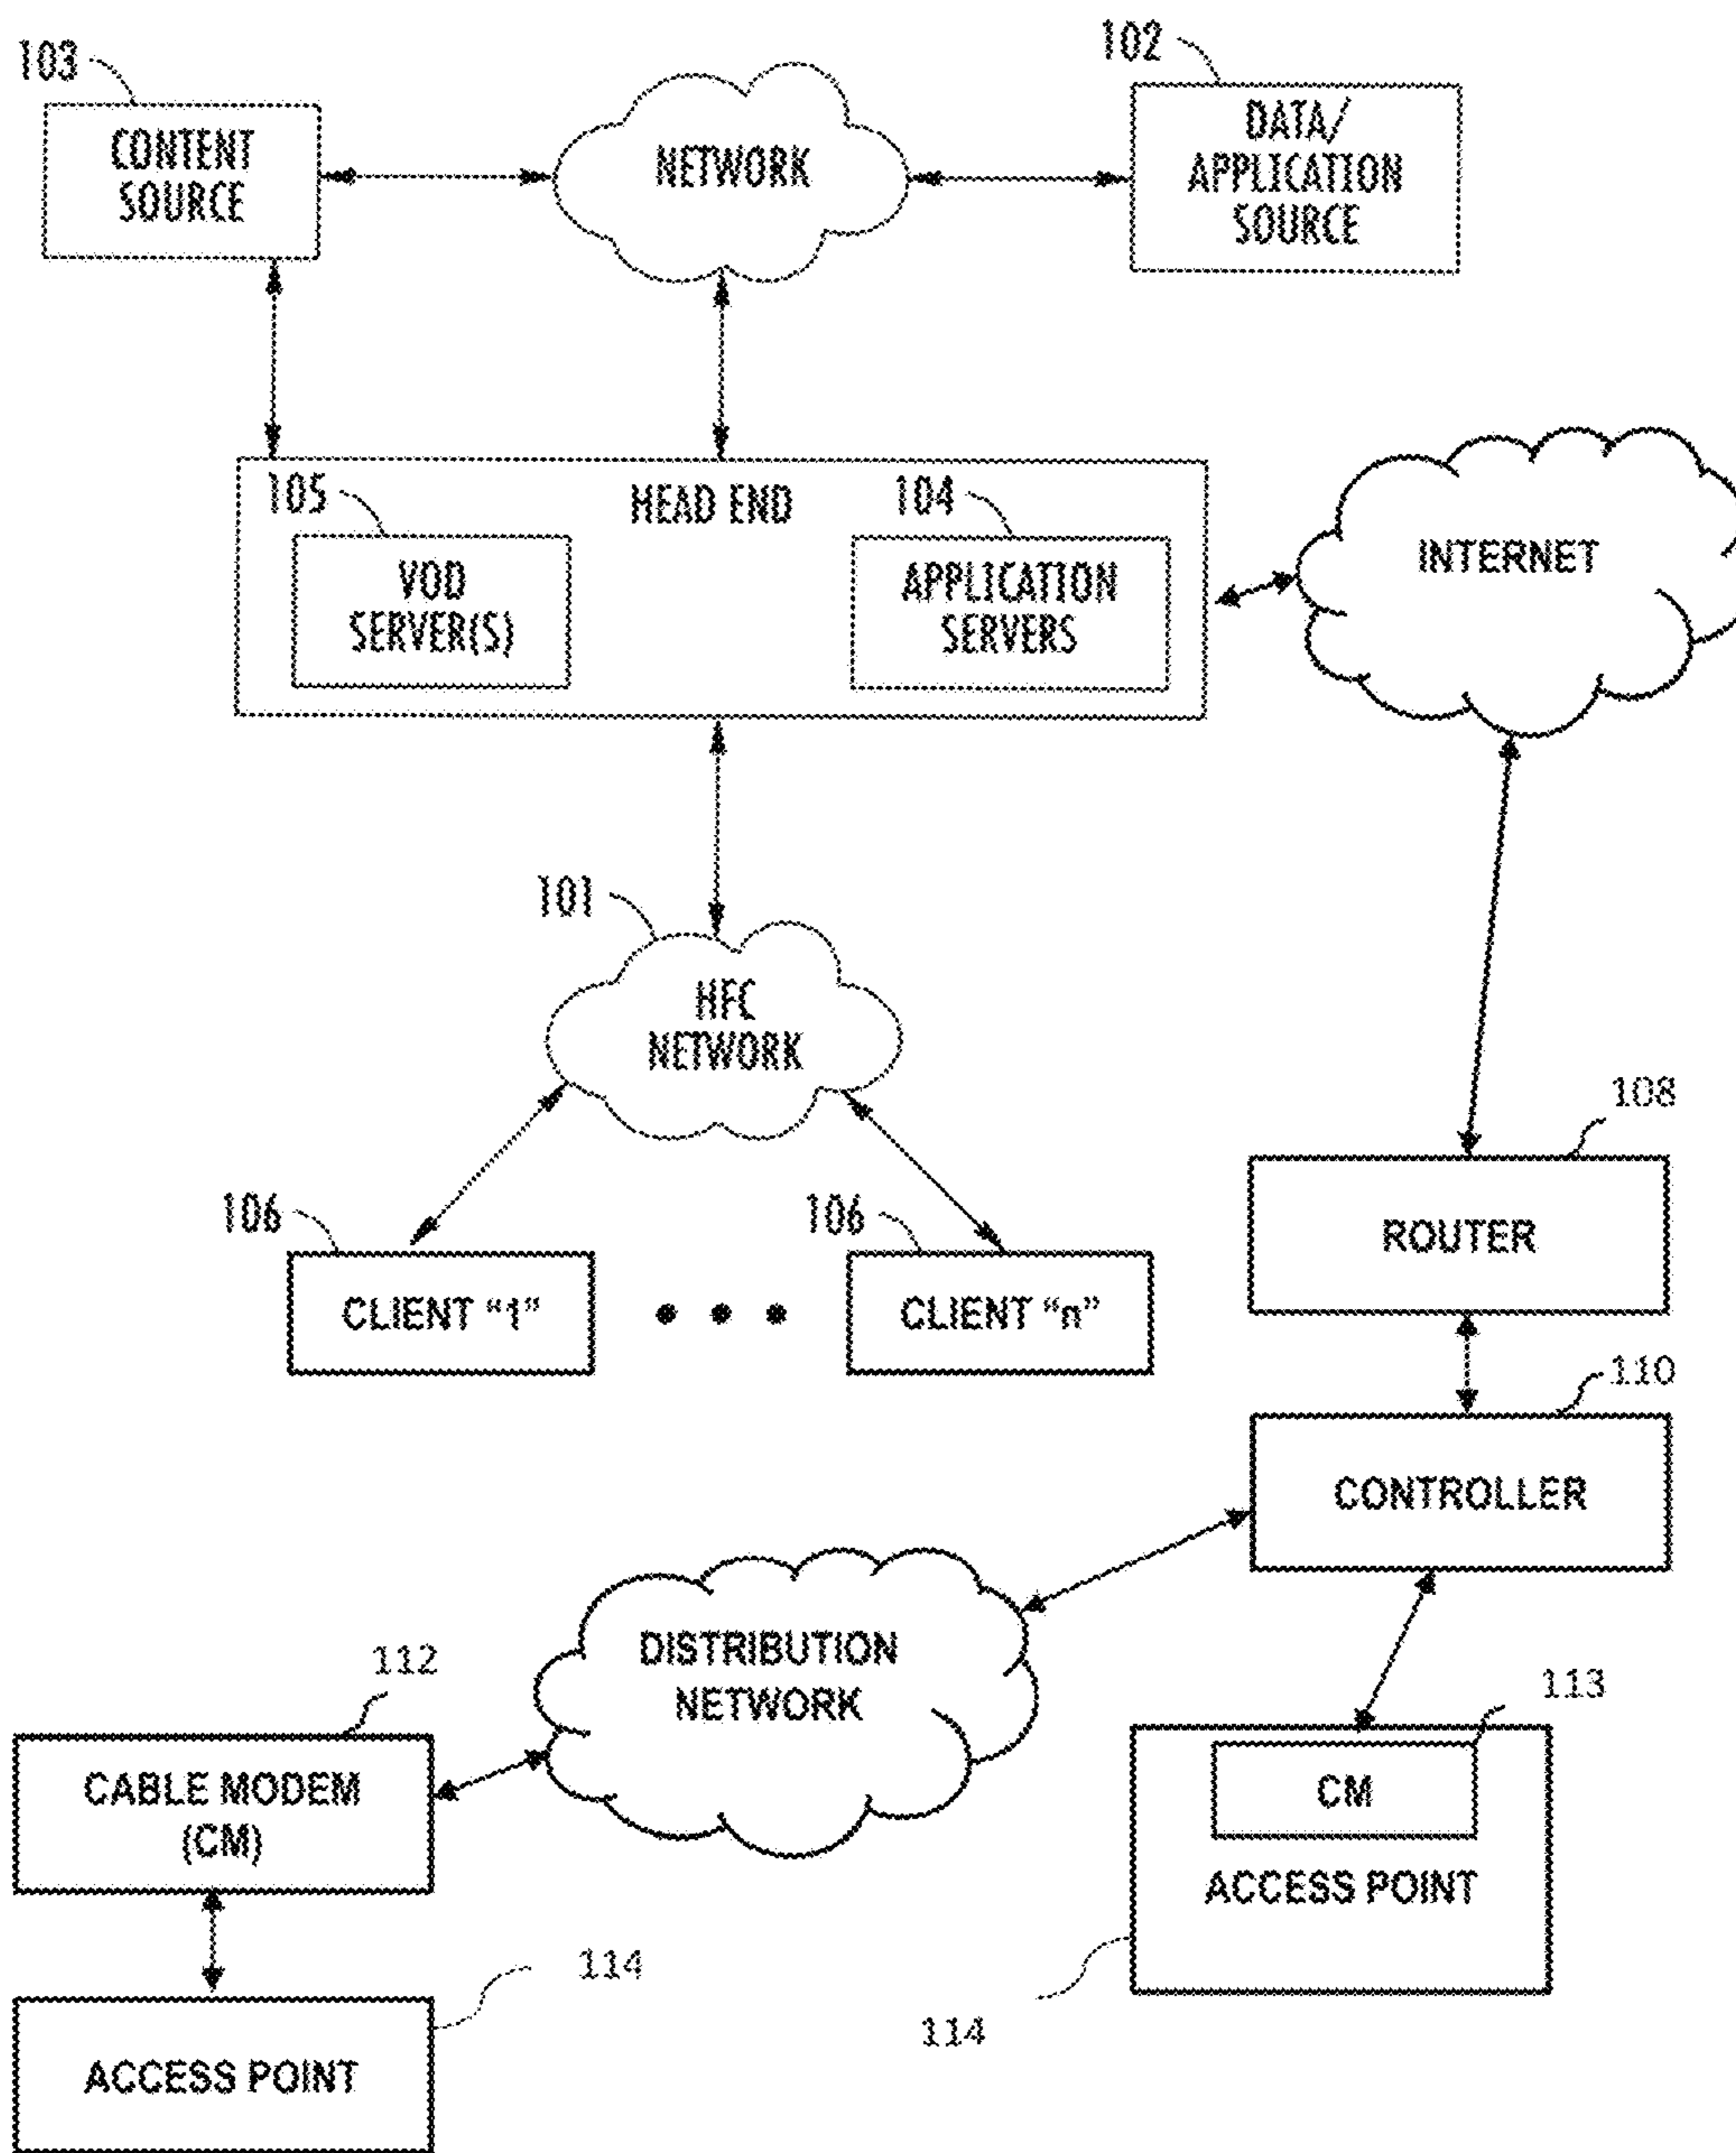 103
102
CONTENT
SOURCE
NETWORK
DATA/
APPLICATION
SOURCE
HEAD END
105
104
VOD
SERVER(S)
APPLICATION
SERVERS
INTERNET
101
HFC
NETWORK
108
106
106
ROUTER
CLIENT "1"
CLIENT "n"
110
CONTROLLER
DISTRIBUTION
NETWORK
112
113
CABLE MODEM
(CM)
CM
ACCESS POINT
114
114
ACCESS POINT